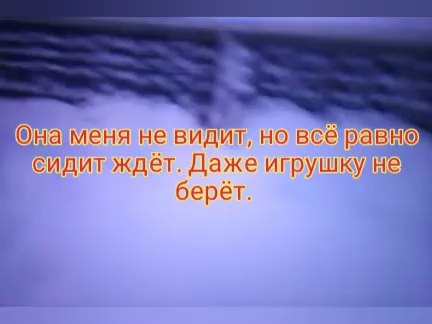 Она меня не видит, но всё равно
сидит ждёт. Даже игрушку не
берёт.